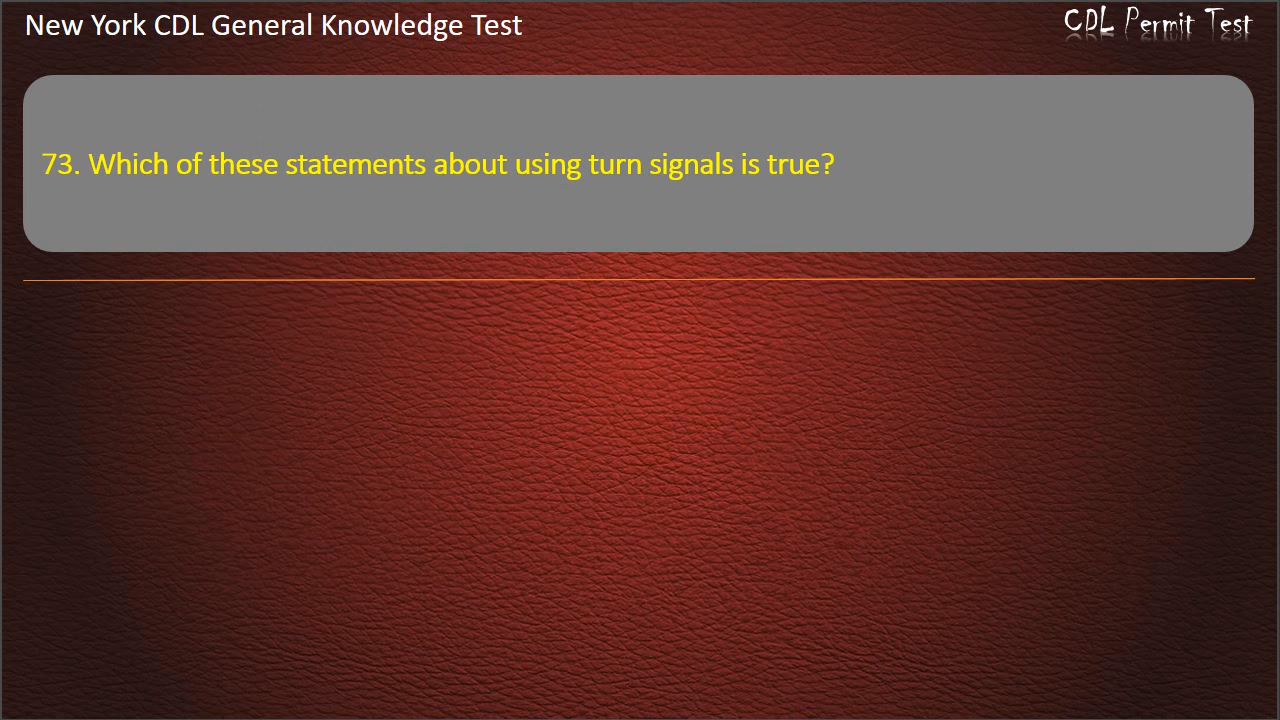 New York CDL General Knowledge Test
CDL Permit Test
73. Which of these statements about using turn signals is true?